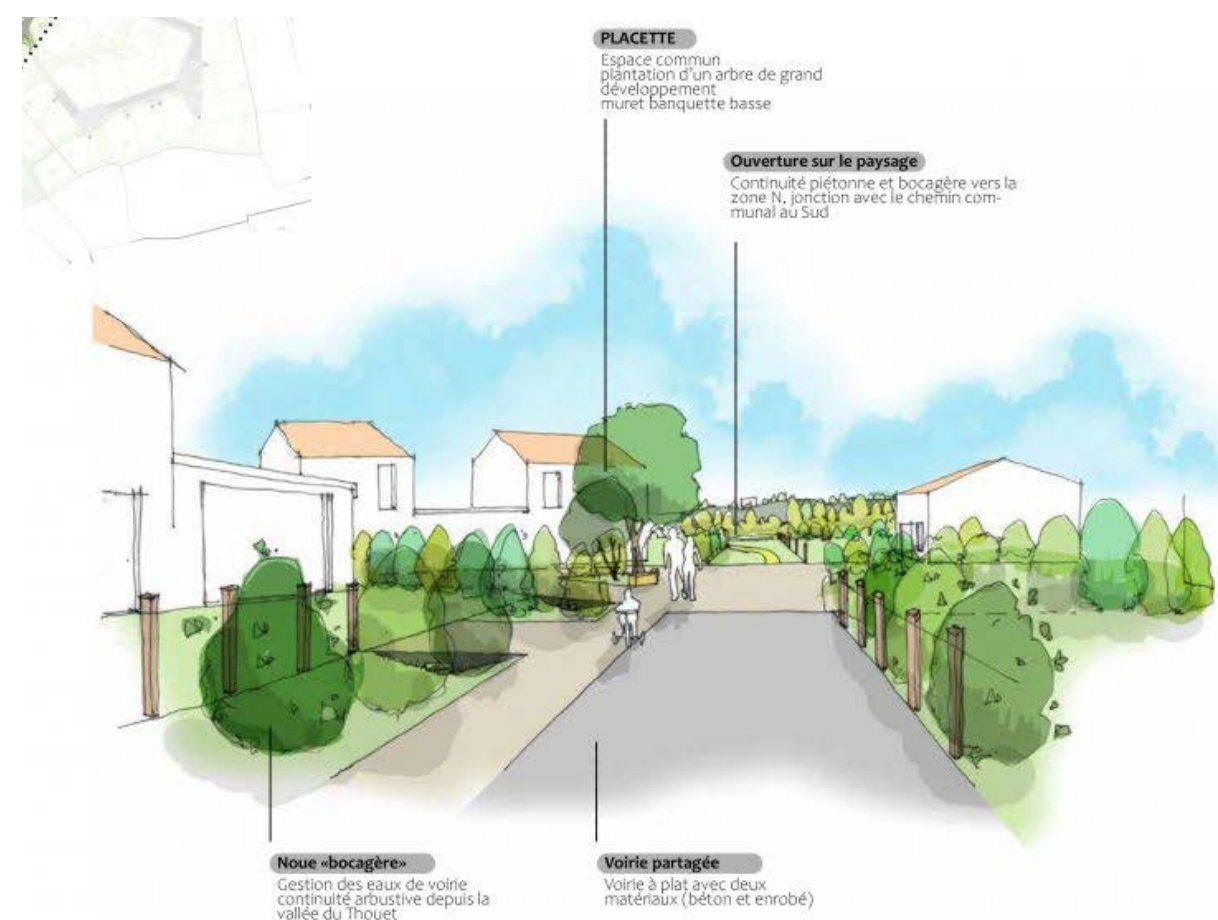 PLACETTE
Espace commun
plantation d'un arbre de grand
développement
muret banquette basse
Ouverture sur le paysage
Continuité piétonne et bocagère vers la
zone N, jonction avec le chemin com-
munal au Sud
Noue «bocagère»
Gestion des eaux de voirie
continuité arbustive depuis la
vallée du Thouet
Voirie partagée
Voirie à plat avec deux
matériaux (béton et enrobé)